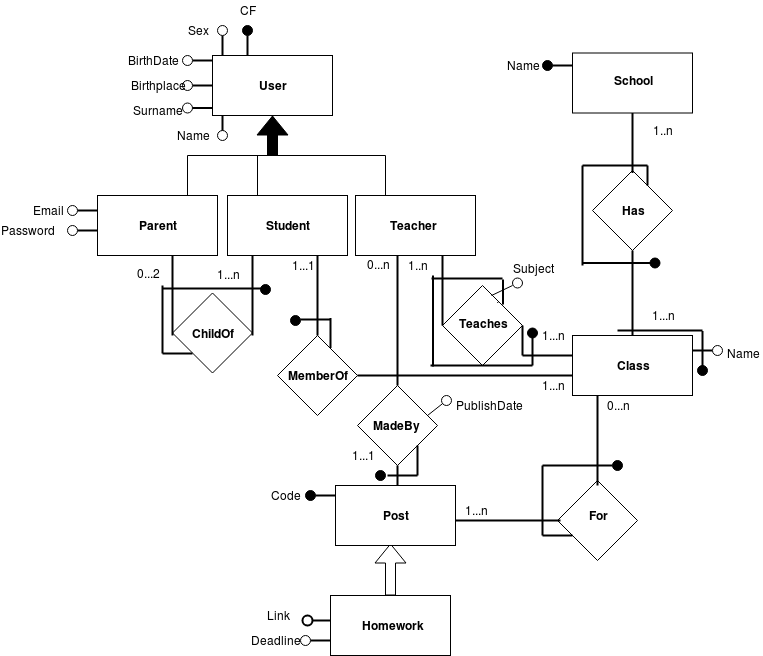 CF
Sex
BirthDate
User
Birthplace
Surname
Name
Name
School
1..n
Email
Password
Parent
Student
Teacher
Has
0...2
1...n
1...1
0...n
1..n
Subject
ChildOf
Teaches
1...n
1...n
Class
Name
MemberOf
1...n
PublishDate
0...n
MadeBy
1...1
Code
Post
1...n
For
Link
Homework
Deadline